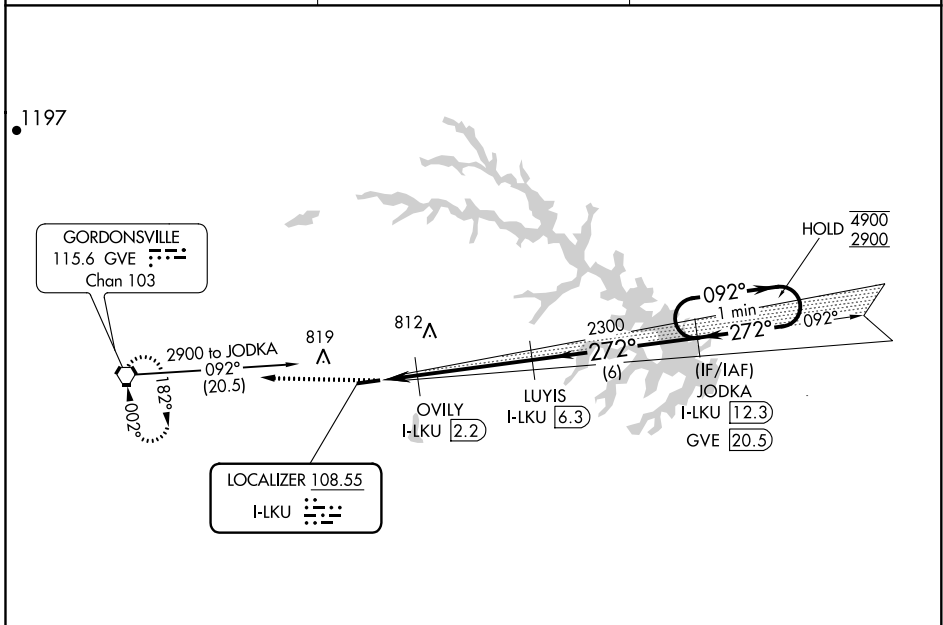 1197
GORDONSVILLE
115.6 GVE
Chan 103
HOLD 4900
2900
092°
1 min
272°
092°
819
812
2300
272°
(6)
2900 to JODKA
092°
(20.5)
182°
002°
(IF/IAF)
JODKA
I-LKU 12.3
GVE 20.5
LUYIS
I-LKU 6.3
OVILY
I-LKU 2.2
LOCALIZER 108.55
I-LKU